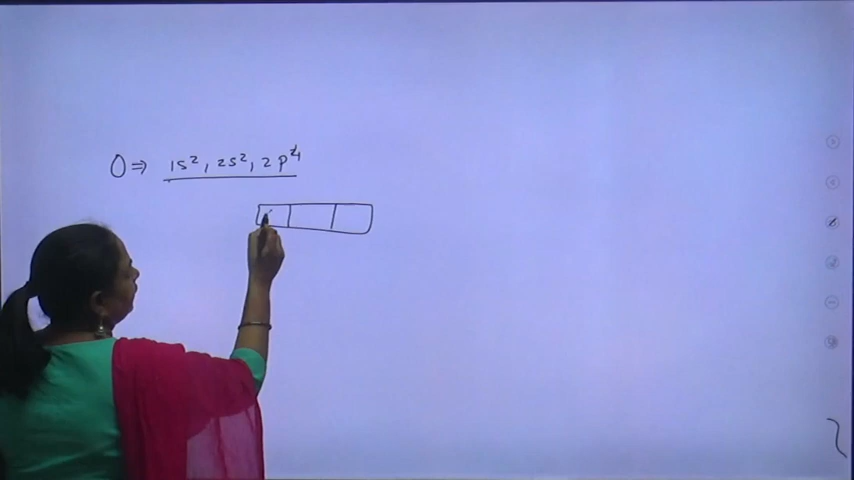 O ⇒ 1s², 2s², 2p⁴